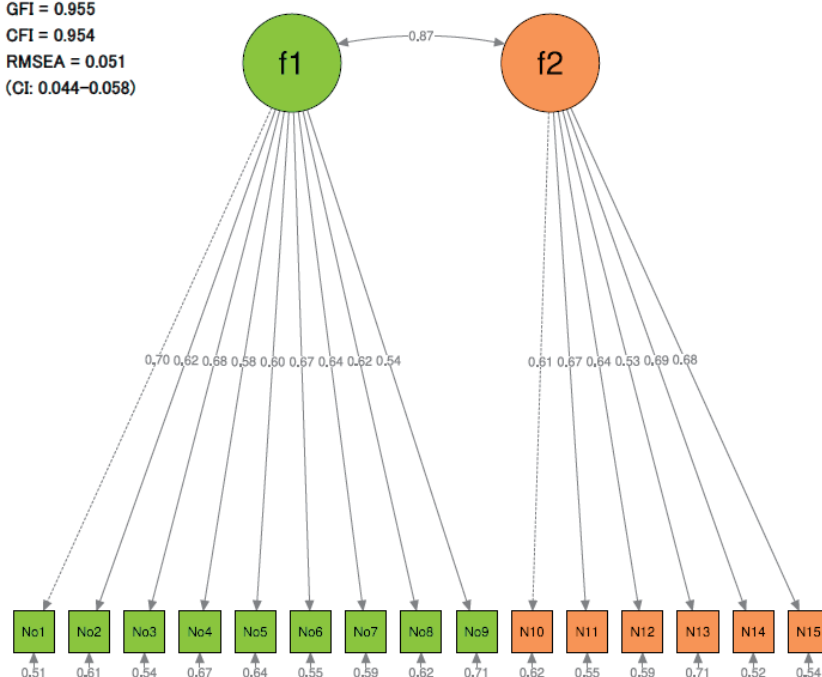 GFI = 0.955
CFI = 0.954
RMSEA = 0.051
(CI: 0.044-0.058)
f1 0.87 f2
0.70 0.62 0.68 0.58 0.60 0.67 0.64 0.62 0.54 0.61 0.67 0.64 0.53 0.69 0.68
No1 No2 No3 No4 No5 No6 No7 No8 No9 N10 N11 N12 N13 N14 N15
0.51 0.61 0.54 0.67 0.64 0.55 0.59 0.62 0.71 0.62 0.55 0.59 0.71 0.52 0.54